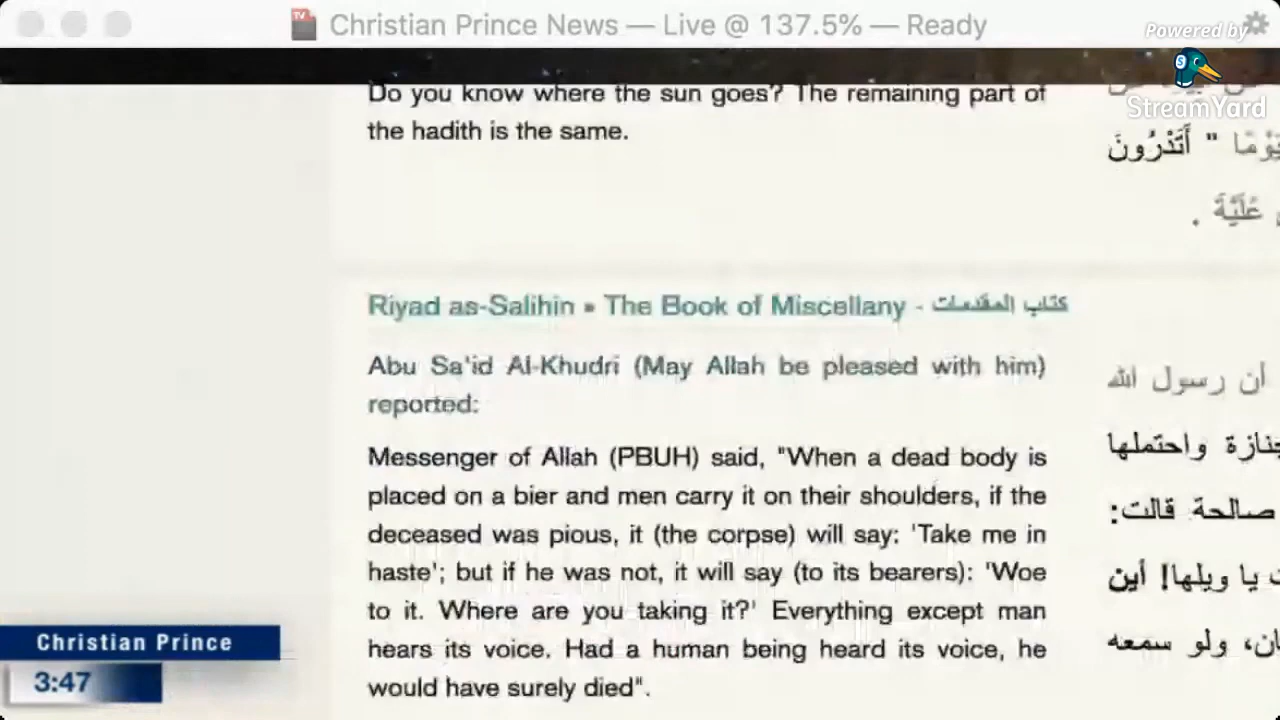 Christian Prince News — Live @ 137.5% — Ready
Powered by
StreamYard
Do you know where the sun goes? The remaining part of
the hadith is the same.
" أَتَدْرُونَ
Riyad as-Salihin » The Book of Miscellany - كتاب المقدمات
Abu Sa'id Al-Khudri (May Allah be pleased with him)
reported:
أن رسول الله
Messenger of Allah (PBUH) said, "When a dead body is
placed on a bier and men carry it on their shoulders, if the
deceased was pious, it (the corpse) will say: 'Take me in
haste'; but if he was not, it will say (to its bearers): 'Woe
to it. Where are you taking it?' Everything except man
hears its voice. Had a human being heard its voice, he
would have surely died".
واحتملها
صالحة قالت:
يا ويلها! أين
ولو سمعه
Christian Prince
3:47